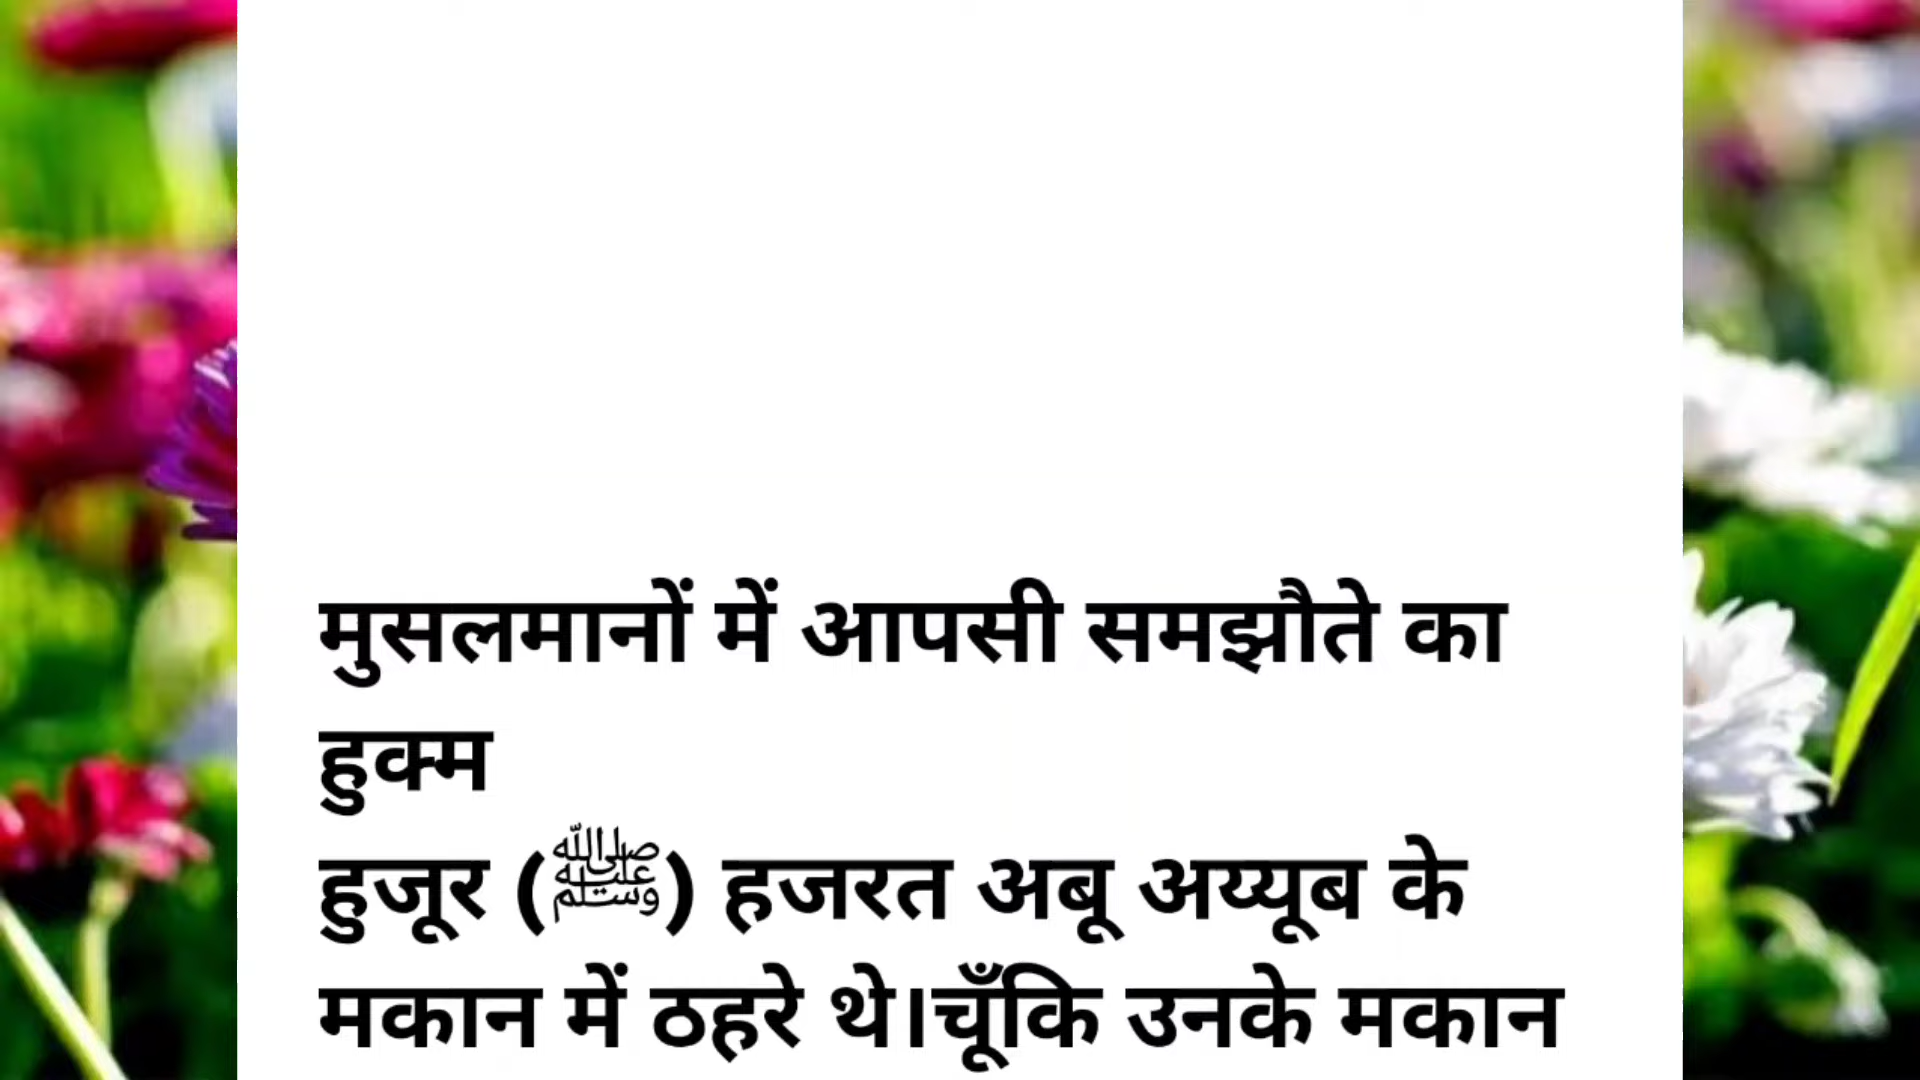 मुसलमानों में आपसी समझौते का
हुक्म
हुजूर (ﷺ) हजरत अबू अय्यूब के
मकान में ठहरे थे।चूँकि उनके मकान